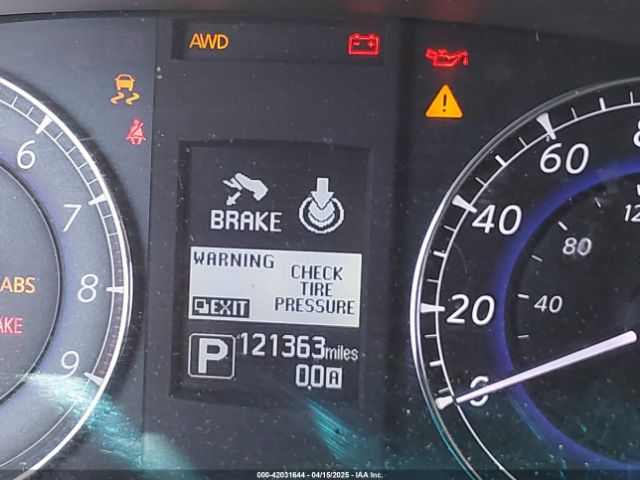 AWD
6
7
8
9
ABS
AKE
BRAKE
WARNING
EXIT
CHECK
TIRE
PRESSURE
P
121363miles
0.0 A
60
40
20
0
80
40
000-42031644 - 04/15/2025 - IAA Inc.